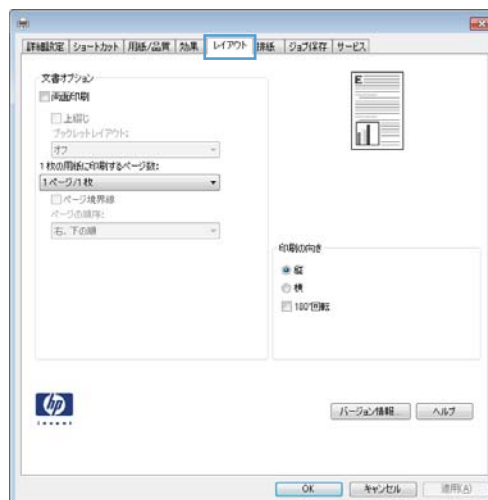 詳細設定 ショートカット 用紙/品質 効果 レイアウト 排紙 ジョブ保存 サービス
文書オプション
両面印刷
上綴じ
ブックレットレイアウト:
オフ
1 枚の用紙に印刷するページ数:
1 ページ/1 枚
ページ境界線
ページの順序:
右、下の順
E
印刷の向き
縦
横
180°回転
hp
invent
バージョン情報...
ヘルプ
OK
キャンセル
適用(A)